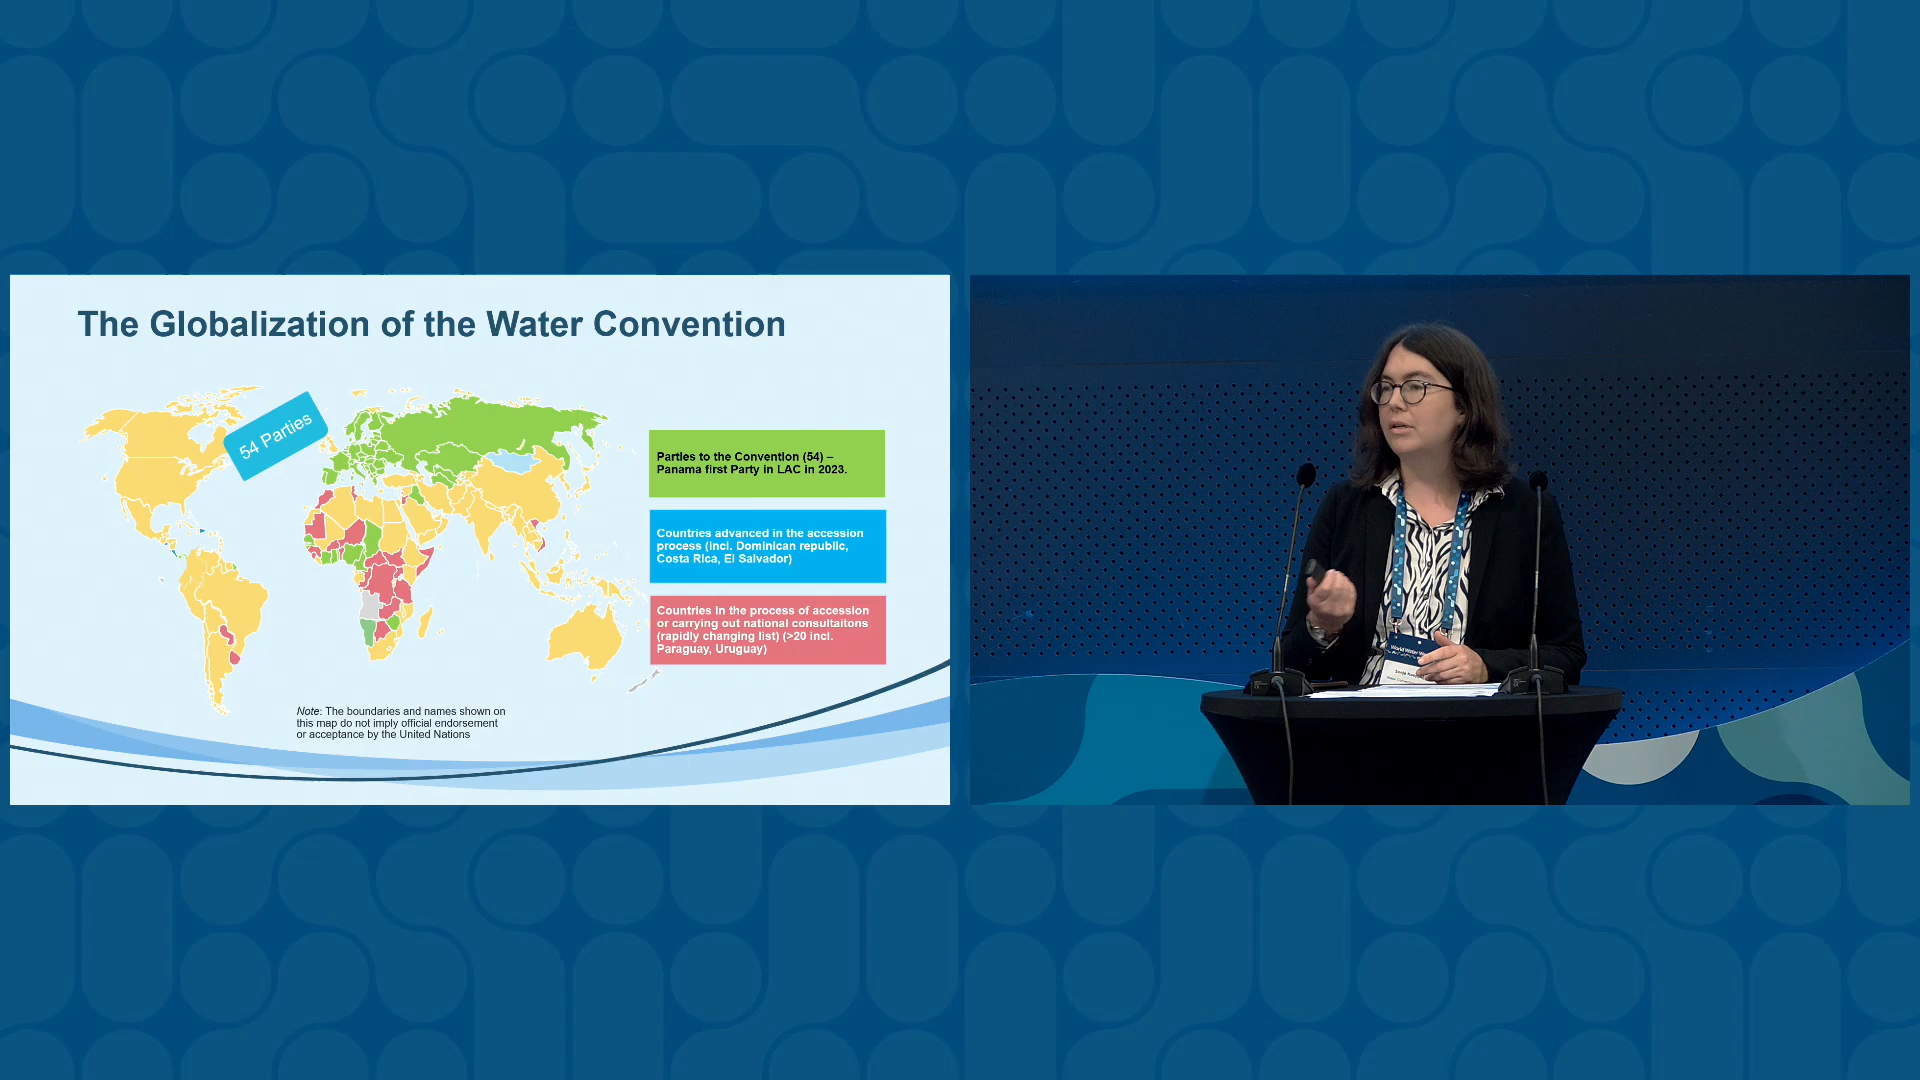 The Globalization of the Water Convention
54 Parties
Parties to the Convention (54) –
Panama first Party in LAC in 2023.
Countries advanced in the accession
process (incl. Dominican republic,
Costa Rica, El Salvador)
Countries in the process of accession
or carrying out national consultaitons
(rapidly changing list) (>20 incl.
Paraguay, Uruguay)
Note: The boundaries and names shown on
this map do not imply official endorsement
or acceptance by the United Nations
World Water